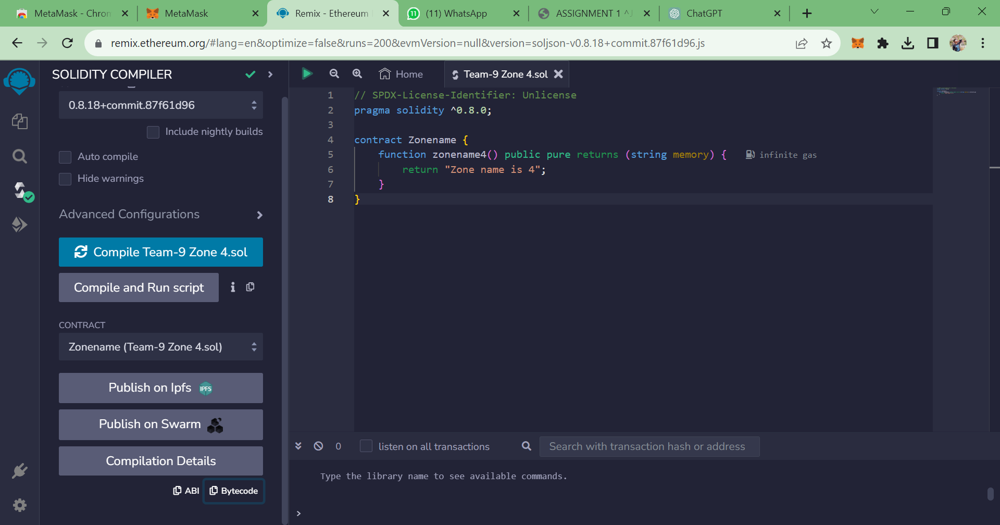 MetaMask - Chrom
MetaMask
Remix - Ethereum
11
(11) WhatsApp
ASSIGNMENT 1 ^
ChatGPT
remix.ethereum.org/#lang=en&optimize=false&runs=200&evmVersion=null&version=soljson-v0.8.18+commit.87f61d96.js
SOLIDITY COMPILER
0.8.18+commit.87f61d96
Include nightly builds
Auto compile
Hide warnings
Advanced Configurations
Compile Team-9 Zone 4.sol
Compile and Run script
CONTRACT
Zonename (Team-9 Zone 4.sol)
Publish on Ipfs IPFS
Publish on Swarm
Compilation Details
ABI Bytecode
Home
Team-9 Zone 4.sol
1 // SPDX-License-Identifier: Unlicense
2 pragma solidity ^0.8.0;
3
4 contract Zonename {
5 function zonename4() public pure returns (string memory) { infinite gas
6 return "Zone name is 4";
7 }
8 }
0 listen on all transactions Search with transaction hash or address
Type the library name to see available commands.
>